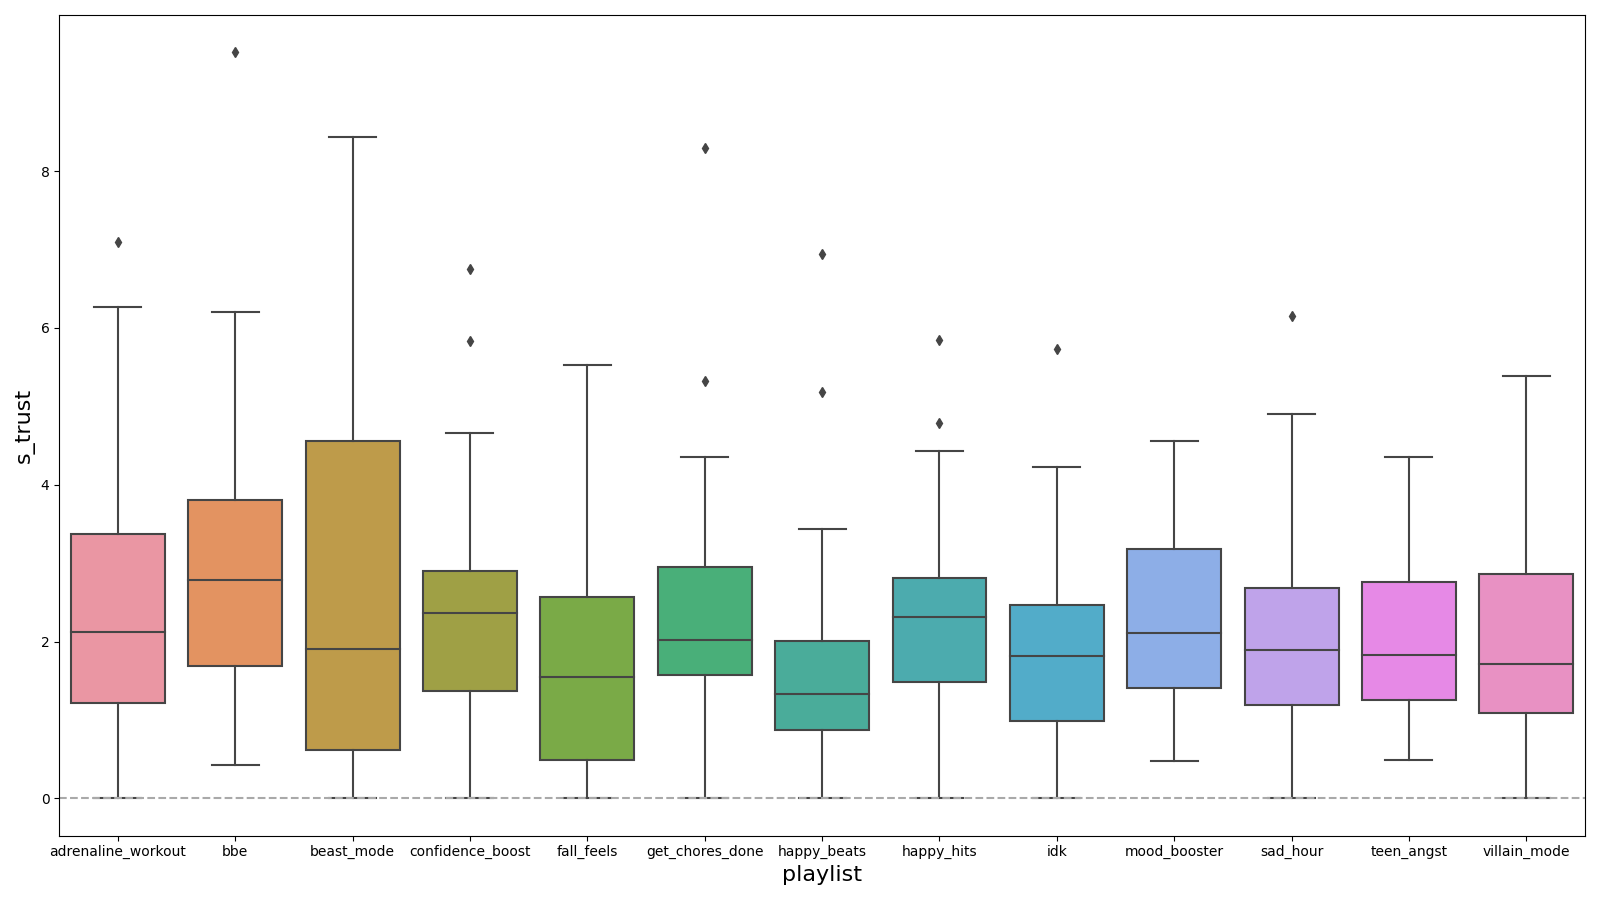 8
6
4
2
0
s_trust
adrenaline_workout bbe beast_mode confidence_boost fall_feels get_chores_done happy_beats happy_hits idk mood_booster sad_hour teen_angst villain_mode
playlist